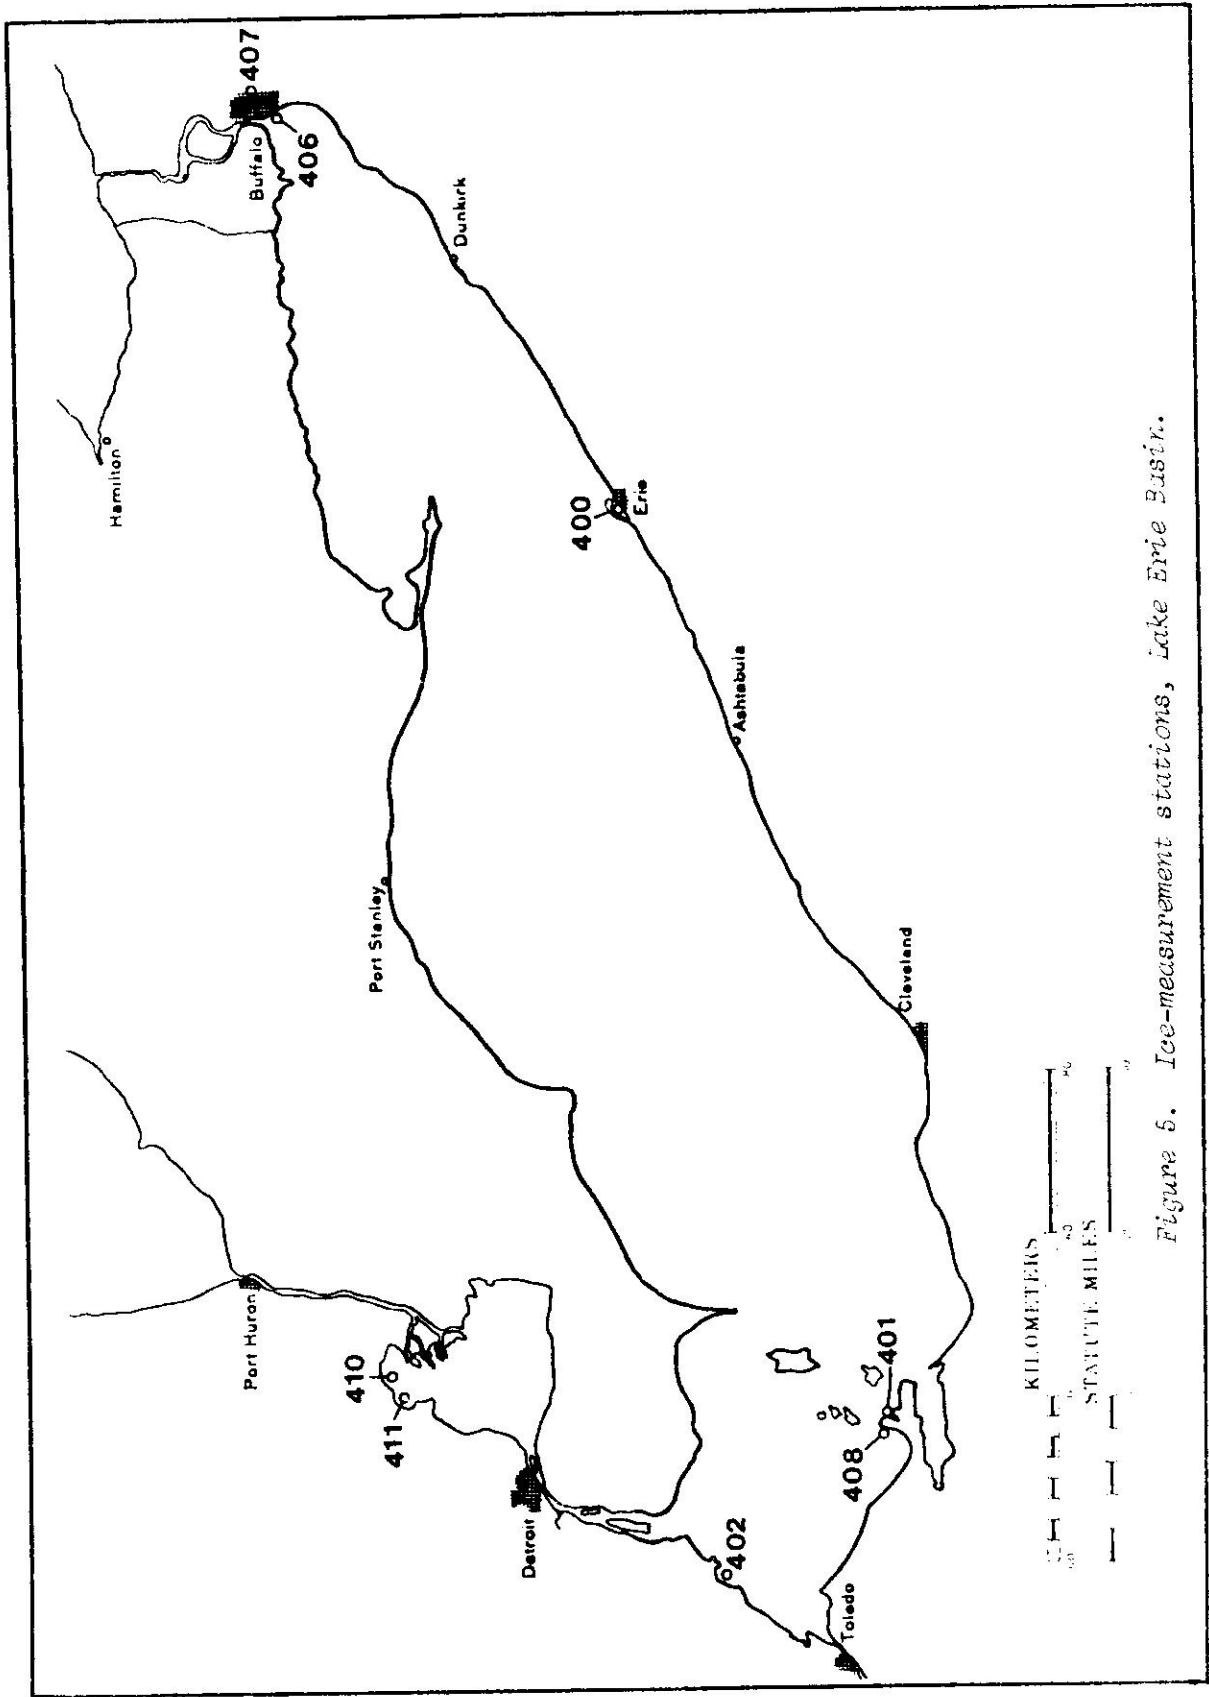 407
Buffalo
406
Dunkirk
Hamilton
400
Erie
Ashtabula
Port Stanley
Cleveland
Port Huron
410
411
Detroit
402
Toledo
408
401
KILOMETERS
STATUTE MILES
Figure 5. Ice-measurement stations, Lake Erie Basin.